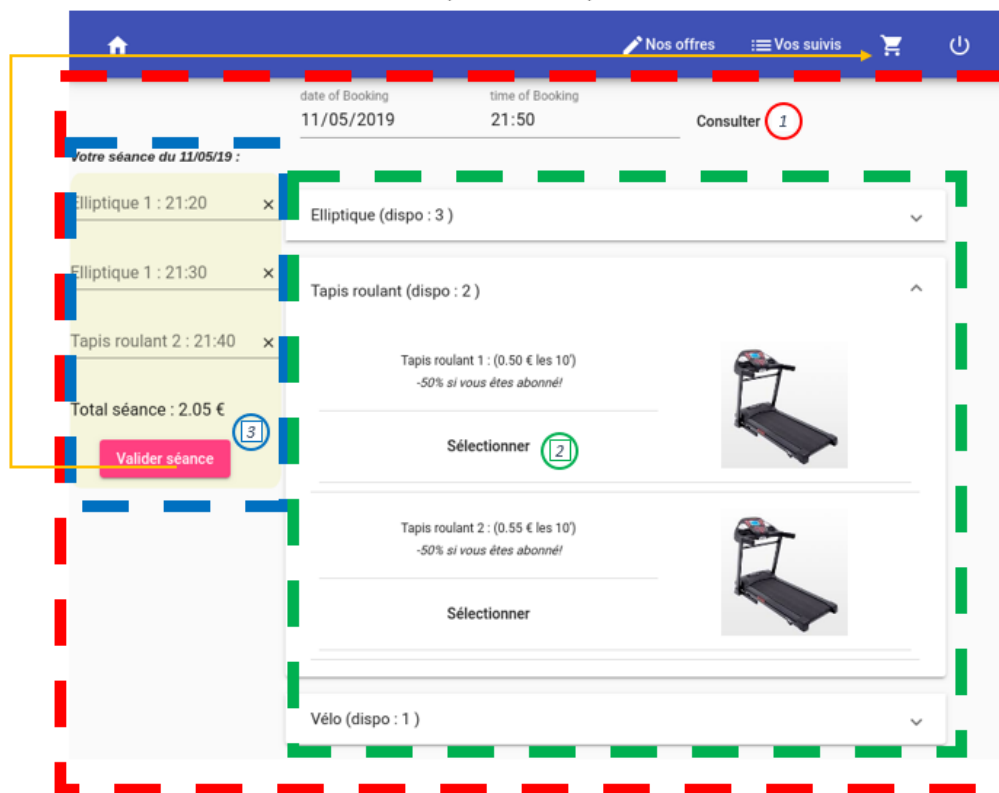 Nos offres
Vos suivis
date of Booking
time of Booking
11/05/2019
21:50
Consulter
1
Votre séance du 11/05/19 :
Elliptique 1 : 21:20
Elliptique 1 : 21:30
Tapis roulant 2 : 21:40
Total séance : 2.05 €
3
Valider séance
Elliptique (dispo : 3 )
Tapis roulant (dispo : 2 )
Tapis roulant 1 : (0.50 € les 10')
-50% si vous êtes abonné!
Sélectionner
2
Tapis roulant 2 : (0.55 € les 10')
-50% si vous êtes abonné!
Sélectionner
Vélo (dispo : 1 )